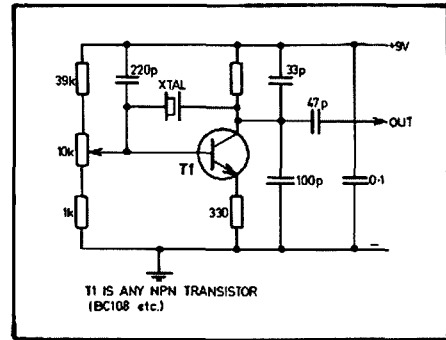 +9V
39k
220p
XTAL
33p
47p
OUT
10k
T1
100p
0·1
1k
330
−
T1 IS ANY NPN TRANSISTOR
(BC108 etc.)